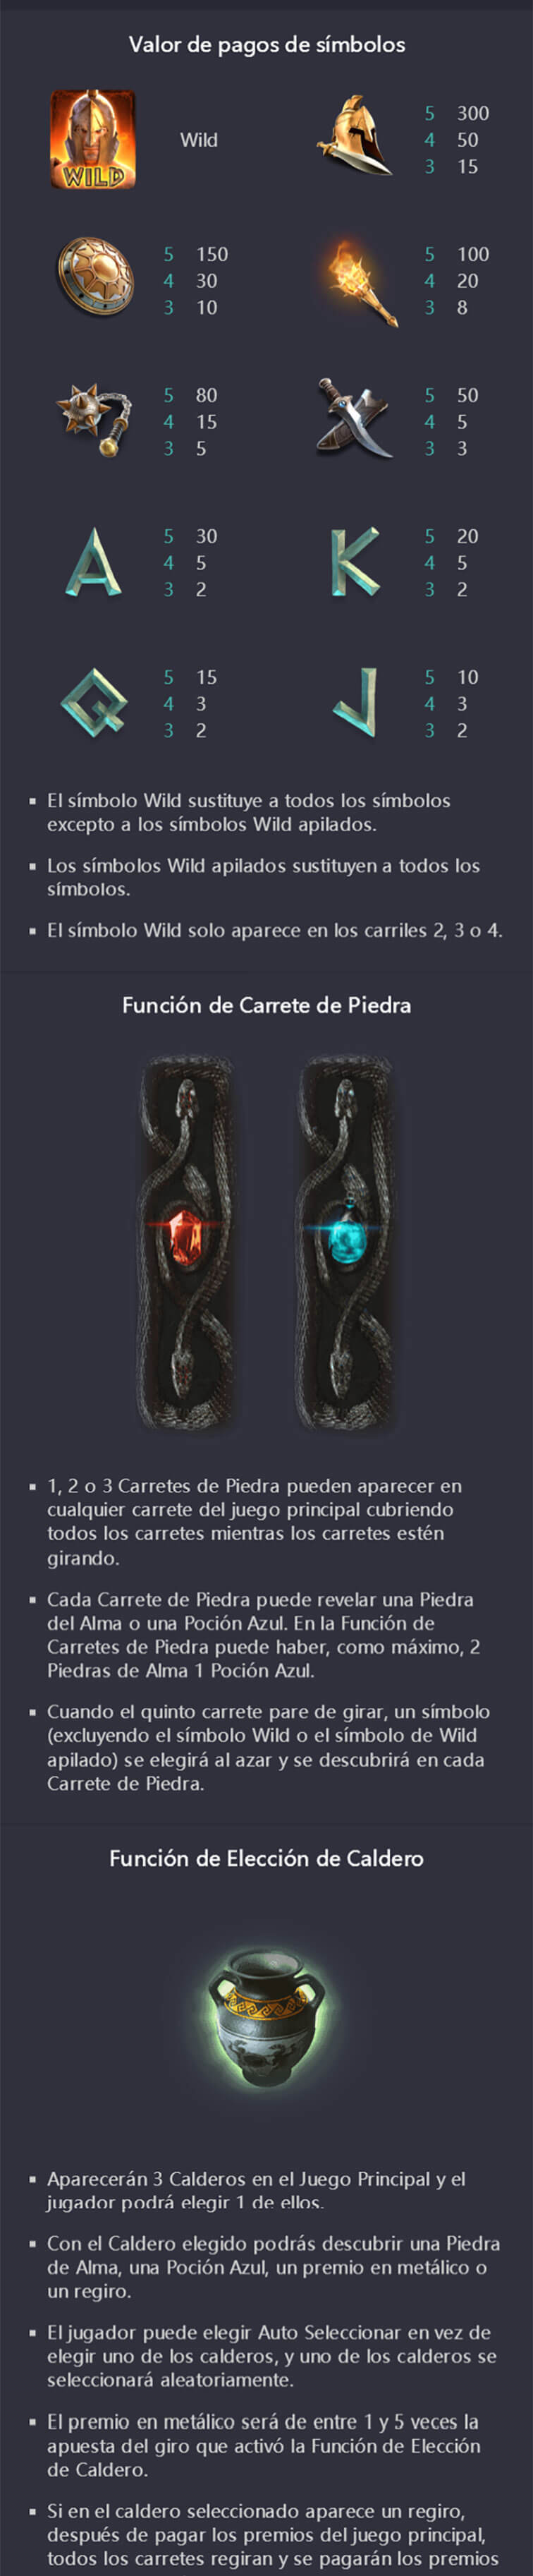 Valor de pagos de símbolos
WILD
Wild
5 300
4 50
3 15
5 150
4 30
3 10
5 100
4 20
3 8
5 80
4 15
3 5
5 50
4 5
3 3
A
5 30
4 5
3 2
K
5 20
4 5
3 2
Q
5 15
4 3
3 2
J
5 10
4 3
3 2
▪ El símbolo Wild sustituye a todos los símbolos
excepto a los símbolos Wild apilados.
▪ Los símbolos Wild apilados sustituyen a todos los
símbolos.
▪ El símbolo Wild solo aparece en los carriles 2, 3 o 4.
Función de Carrete de Piedra
▪ 1, 2 o 3 Carretes de Piedra pueden aparecer en
cualquier carrete del juego principal cubriendo
todos los carretes mientras los carretes estén
girando.
▪ Cada Carrete de Piedra puede revelar una Piedra
del Alma o una Poción Azul. En la Función de
Carretes de Piedra puede haber, como máximo, 2
Piedras de Alma 1 Poción Azul.
▪ Cuando el quinto carrete pare de girar, un símbolo
(excluyendo el símbolo Wild o el símbolo de Wild
apilado) se elegirá al azar y se descubrirá en cada
Carrete de Piedra.
Función de Elección de Caldero
▪ Aparecerán 3 Calderos en el Juego Principal y el
jugador podrá elegir 1 de ellos.
▪ Con el Caldero elegido podrás descubrir una Piedra
de Alma, una Poción Azul, un premio en metálico o
un regiro.
▪ El jugador puede elegir Auto Seleccionar en vez de
elegir uno de los calderos, y uno de los calderos se
seleccionará aleatoriamente.
▪ El premio en metálico será de entre 1 y 5 veces la
apuesta del giro que activó la Función de Elección
de Caldero.
▪ Si en el caldero seleccionado aparece un regiro,
después de pagar los premios del juego principal,
todos los carretes regiran y se pagarán los premios